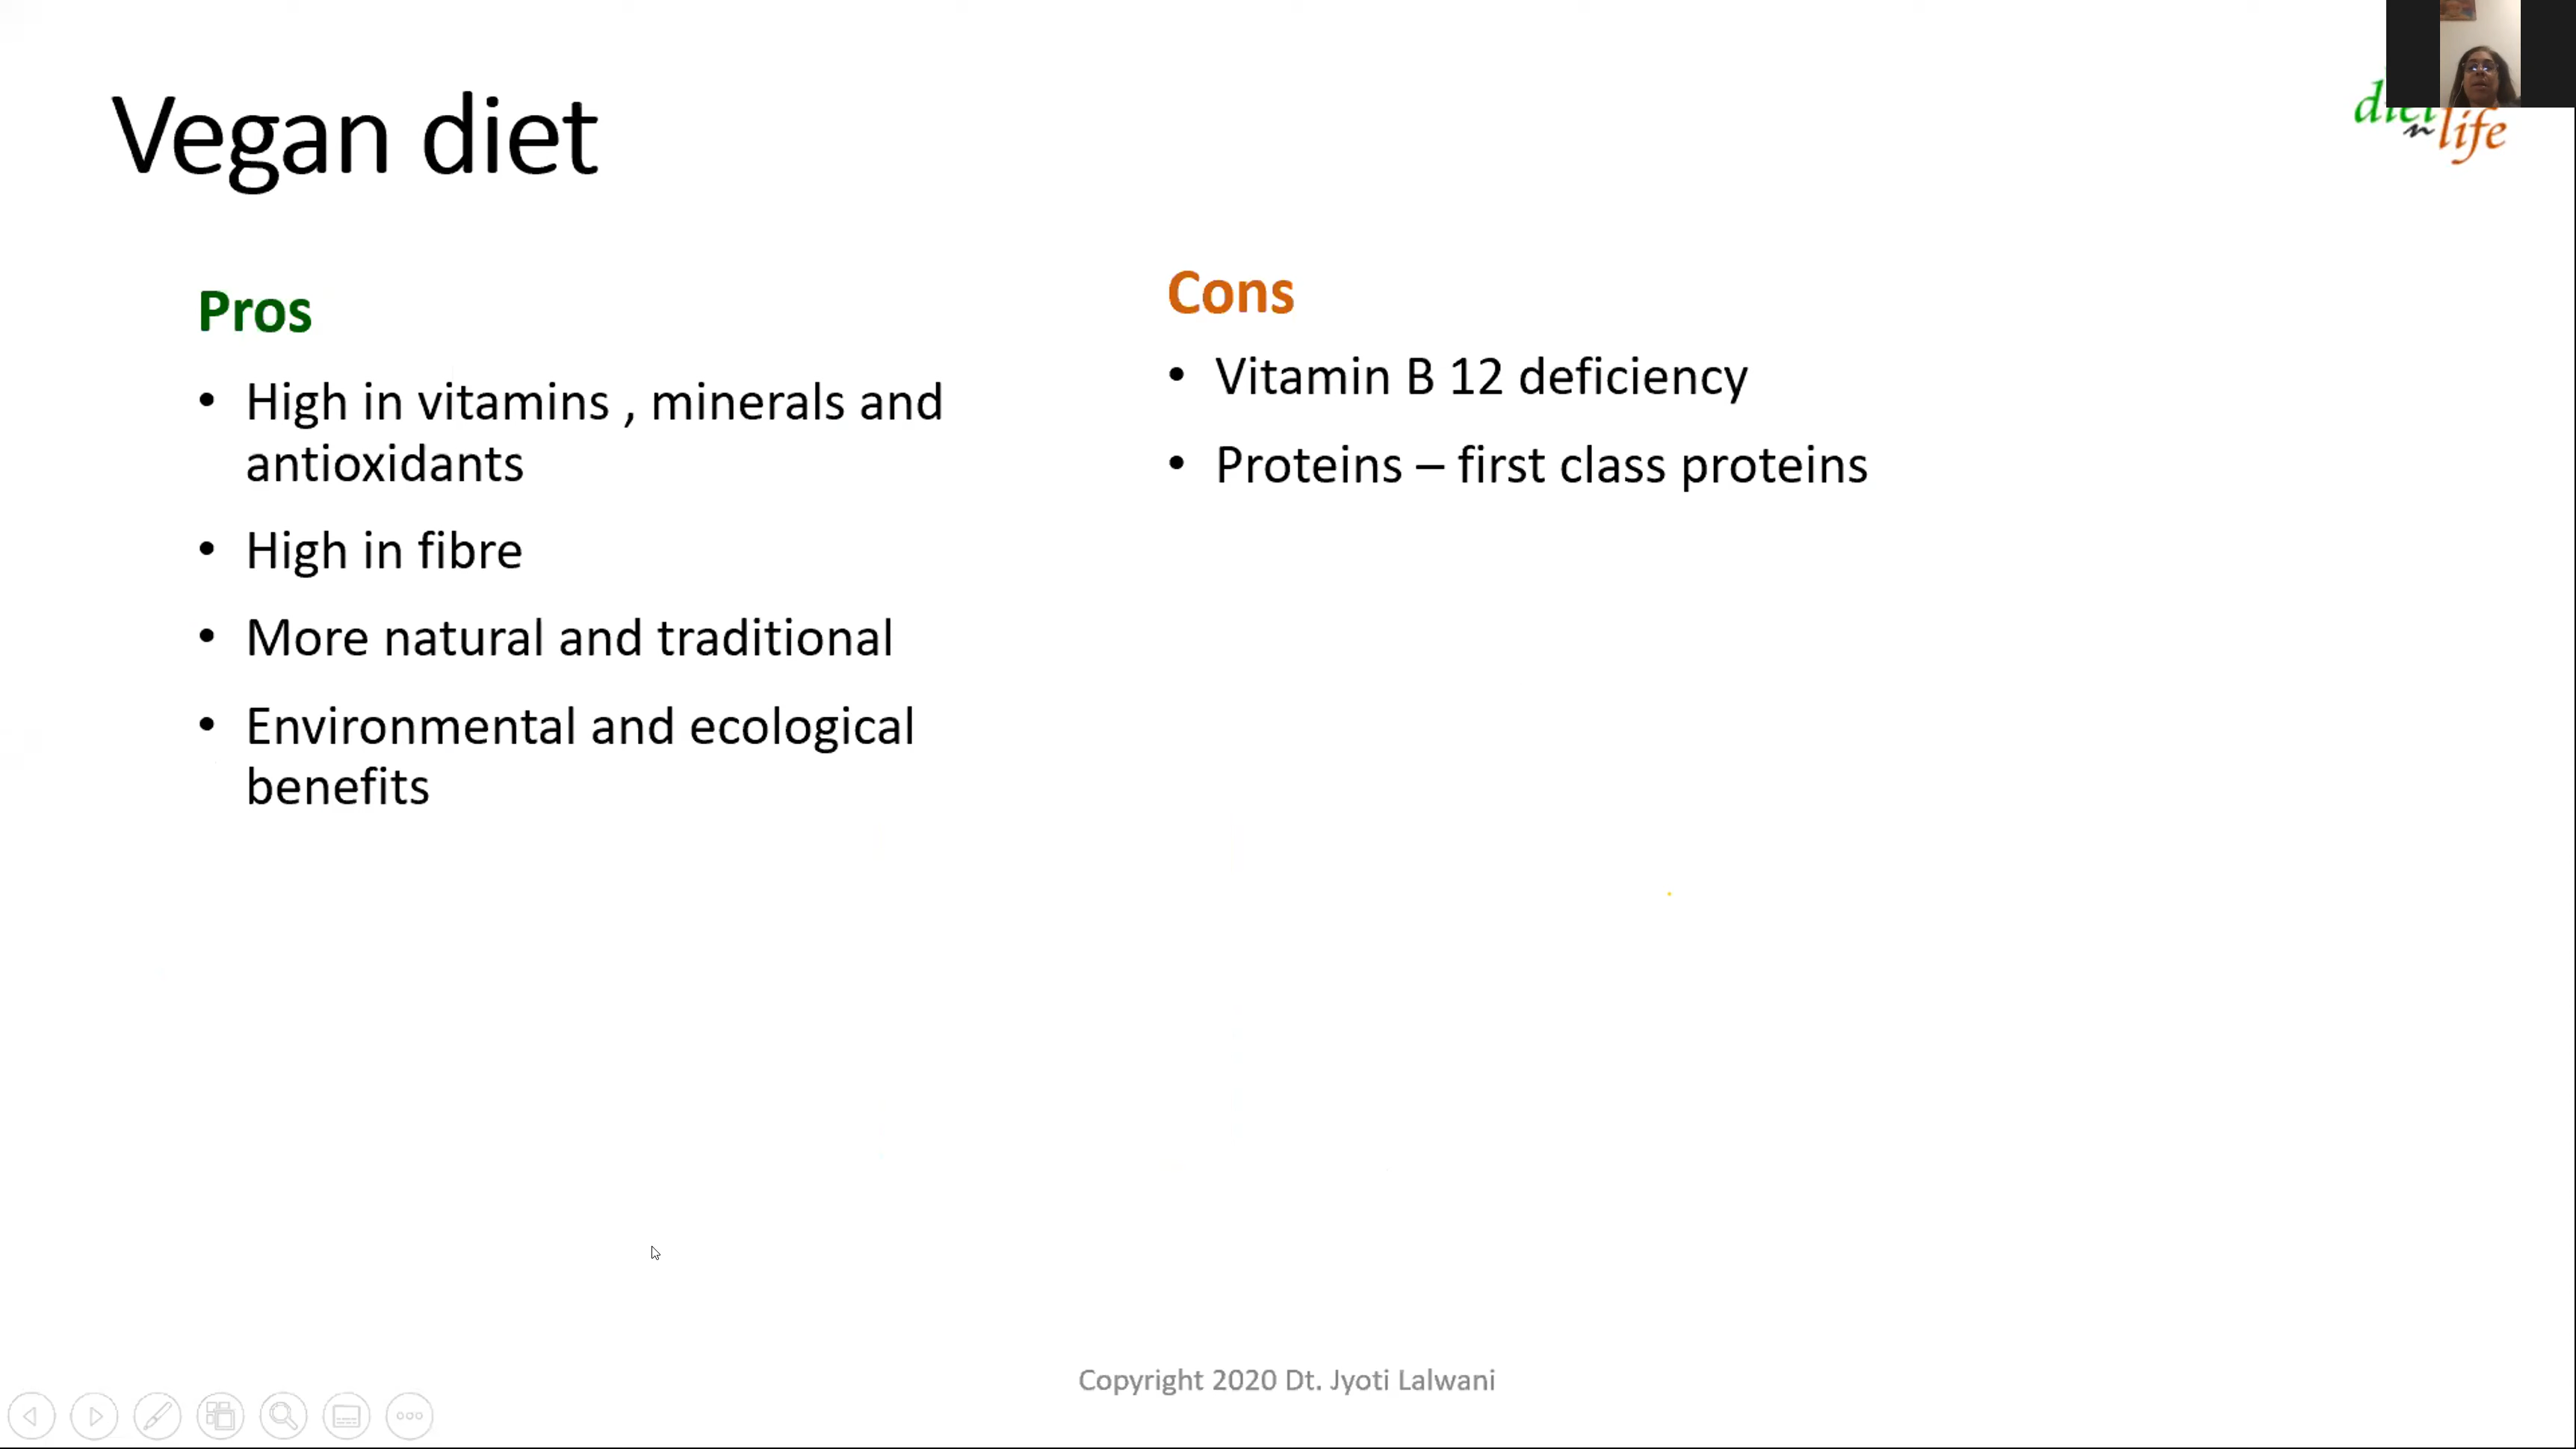 Vegan diet
Pros
• High in vitamins , minerals and
antioxidants
• High in fibre
• More natural and traditional
• Environmental and ecological
benefits
Cons
• Vitamin B 12 deficiency
• Proteins – first class proteins
n life
Copyright 2020 Dt. Jyoti Lalwani